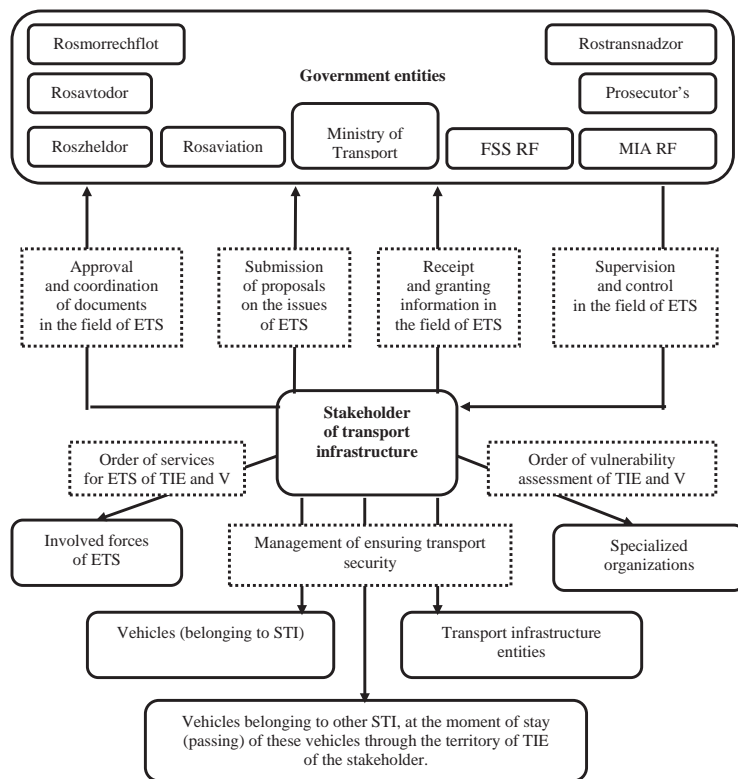 Rosmorrechflot
Rostransnadzor
Government entities
Rosavtodor
Prosecutor's
Roszheldor
Rosaviation
Ministry of
Transport
FSS RF
MIA RF
Approval
and coordination
of documents
in the field of ETS
Submission
of proposals
on the issues
of ETS
Receipt
and granting
information in
the field of ETS
Supervision
and control
in the field of ETS
Stakeholder
of transport
infrastructure
Order of services
for ETS of TIE and V
Order of vulnerability
assessment of TIE and V
Involved forces
of ETS
Management of ensuring transport
security
Specialized
organizations
Vehicles (belonging to STI)
Transport infrastructure
entities
Vehicles belonging to other STI, at the moment of stay
(passing) of these vehicles through the territory of TIE
of the stakeholder.